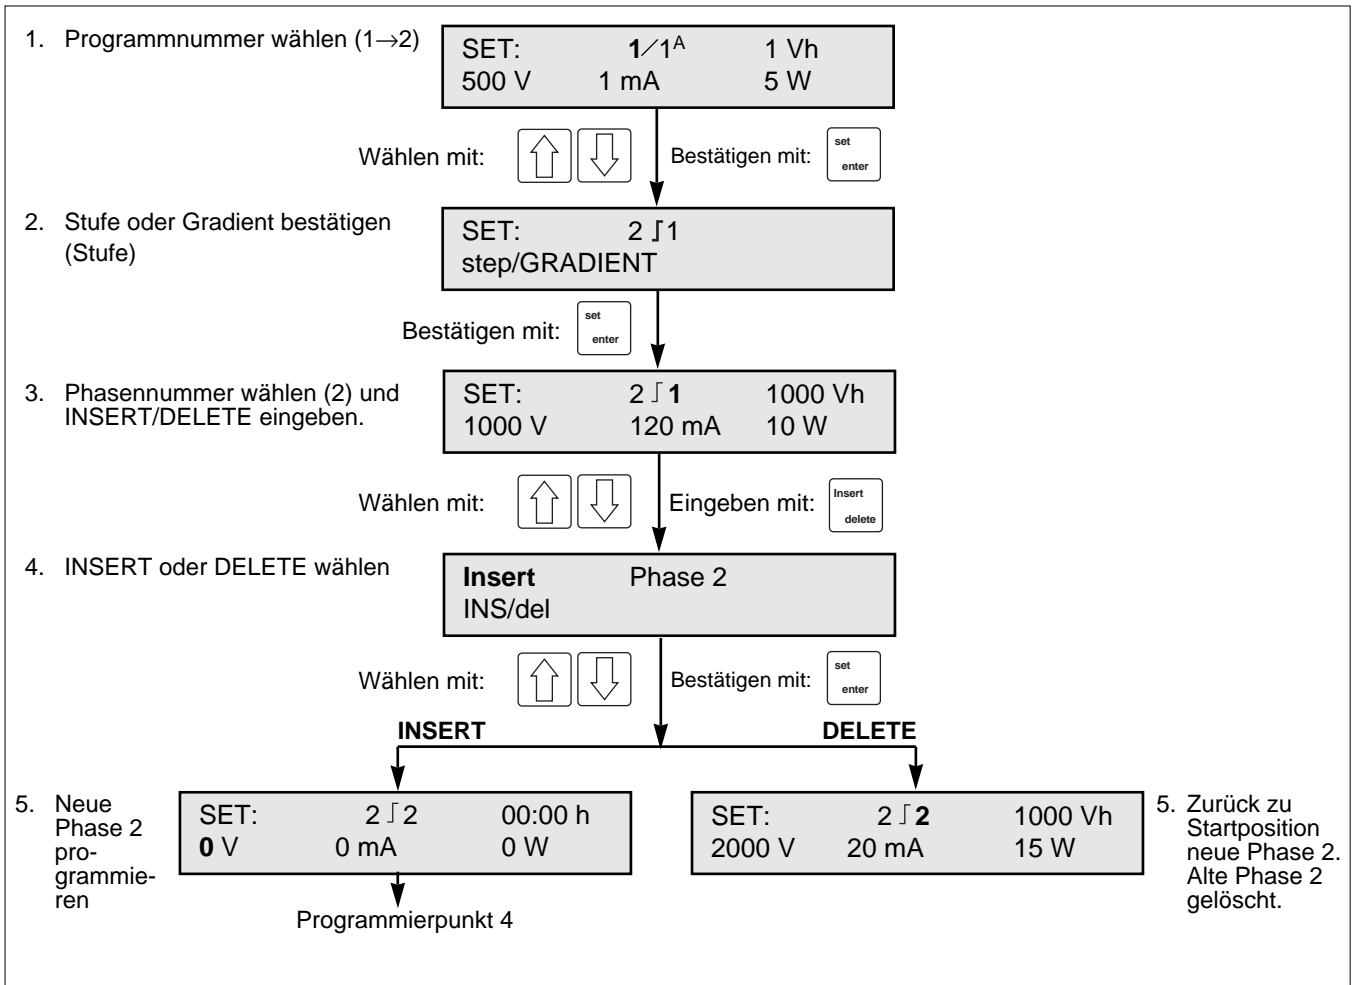 1. Programmnummer wählen (1→2)
SET: 1/1A 1 Vh
500 V 1 mA 5 W
Wählen mit: Bestätigen mit: set enter
2. Stufe oder Gradient bestätigen
(Stufe)
SET: 2 ⌠1
step/GRADIENT
Bestätigen mit: set enter
3. Phasennummer wählen (2) und
INSERT/DELETE eingeben.
SET: 2 ⌠ 1 1000 Vh
1000 V 120 mA 10 W
Wählen mit: Eingeben mit: Insert delete
4. INSERT oder DELETE wählen
Insert Phase 2
INS/del
Wählen mit: Bestätigen mit: set enter
INSERT DELETE
5. Neue
Phase 2
pro-
grammie-
ren
SET: 2 ⌠ 2 00:00 h
0 V 0 mA 0 W
Programmierpunkt 4
SET: 2 ⌠ 2 1000 Vh
2000 V 20 mA 15 W
5. Zurück zu
Startposition
neue Phase 2.
Alte Phase 2
gelöscht.